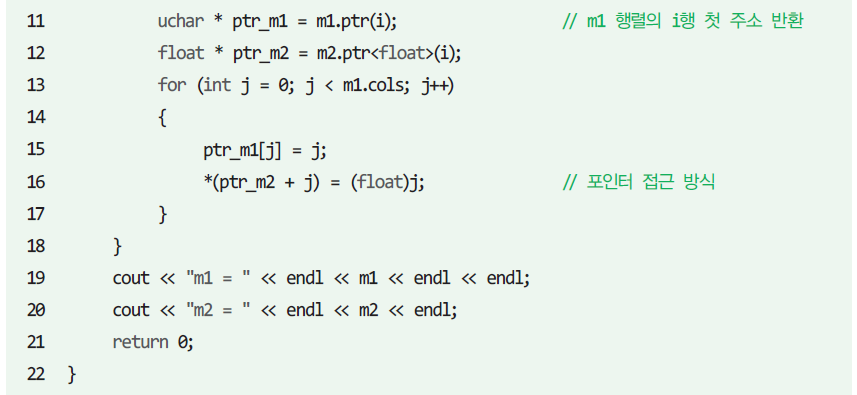 11 uchar * ptr_m1 = m1.ptr(i); // m1 행렬의 i행 첫 주소 반환
12 float * ptr_m2 = m2.ptr<float>(i);
13 for (int j = 0; j < m1.cols; j++)
14 {
15 ptr_m1[j] = j;
16 *(ptr_m2 + j) = (float)j; // 포인터 접근 방식
17 }
18 }
19 cout << "m1 = " << endl << m1 << endl << endl;
20 cout << "m2 = " << endl << m2 << endl;
21 return 0;
22 }